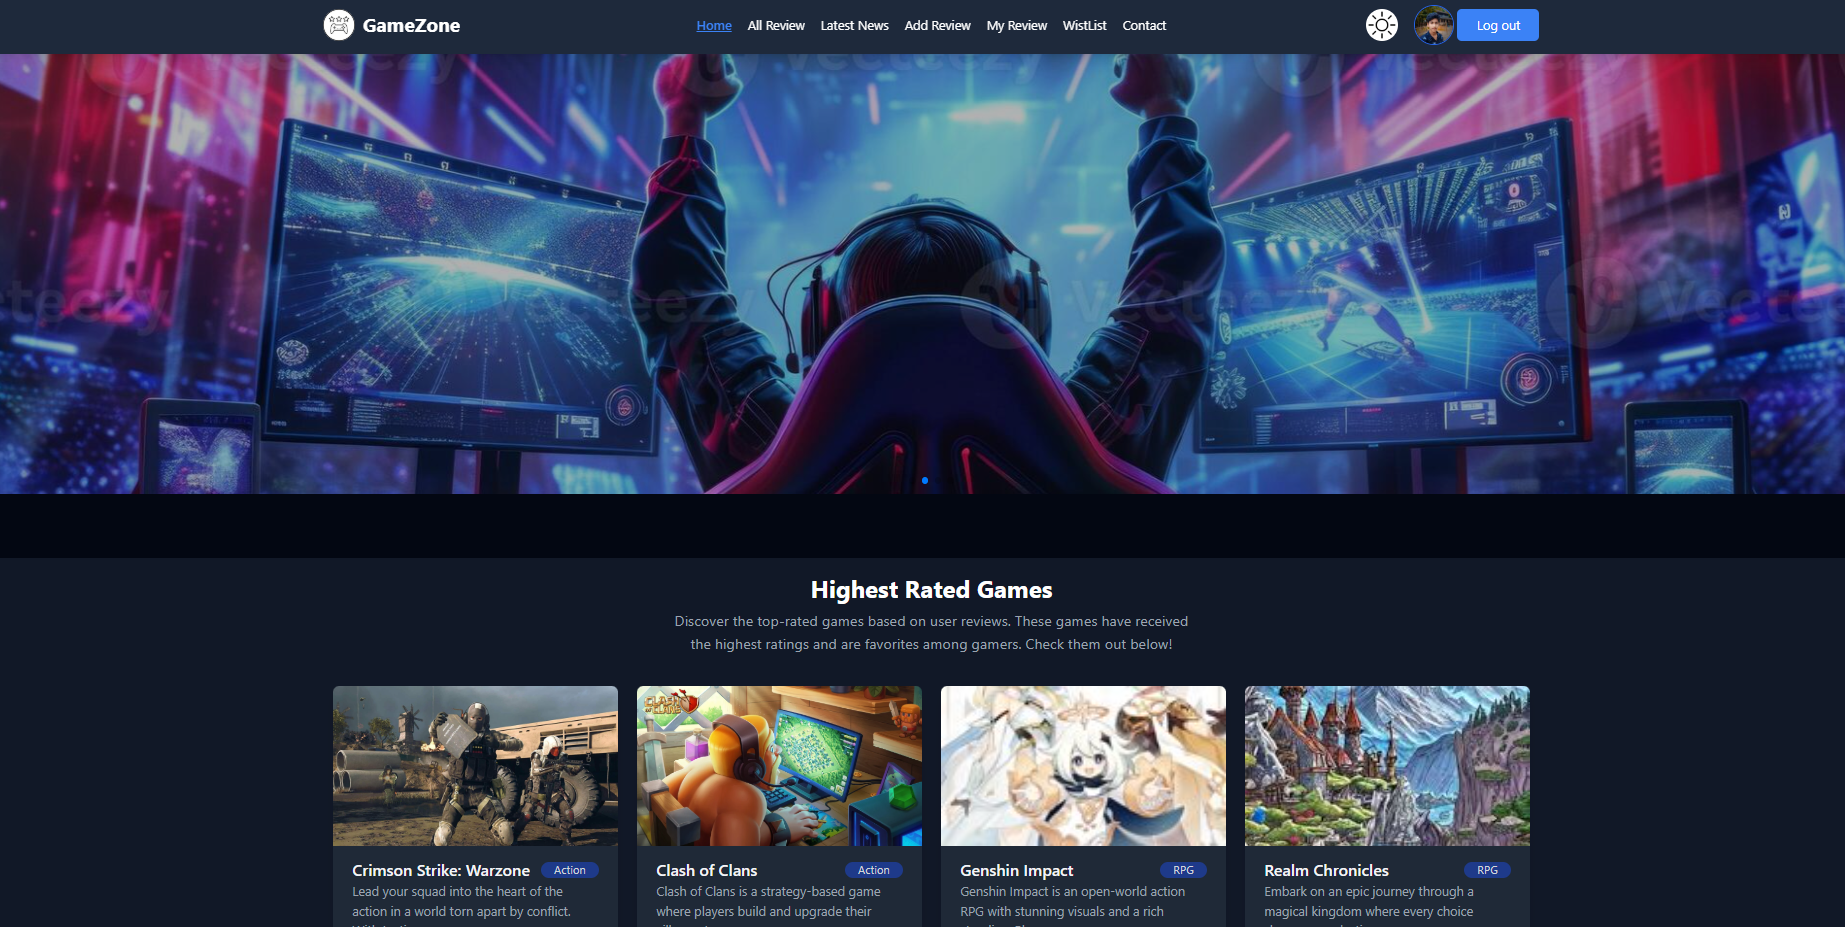 GameZone
Home All Review Latest News Add Review My Review WistList Contact
Log out
Vecteezy
Vecteezy
Highest Rated Games
Discover the top-rated games based on user reviews. These games have received
the highest ratings and are favorites among gamers. Check them out below!
CLASH
Crimson Strike: Warzone Action
Lead your squad into the heart of the
action in a world torn apart by conflict.
Clash of Clans Action
Clash of Clans is a strategy-based game
where players build and upgrade their
Genshin Impact RPG
Genshin Impact is an open-world action
RPG with stunning visuals and a rich
Realm Chronicles RPG
Embark on an epic journey through a
magical kingdom where every choice